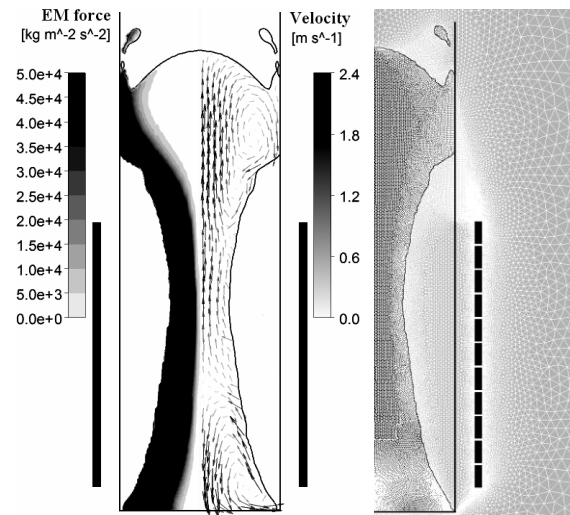 EM force
[kg m^-2 s^-2]
5.0e+4
4.5e+4
4.0e+4
3.5e+4
3.0e+4
2.5e+4
2.0e+4
1.5e+4
1.0e+4
5.0e+3
0.0e+0
Velocity
[m s^-1]
2.4
1.8
1.2
0.6
0.0